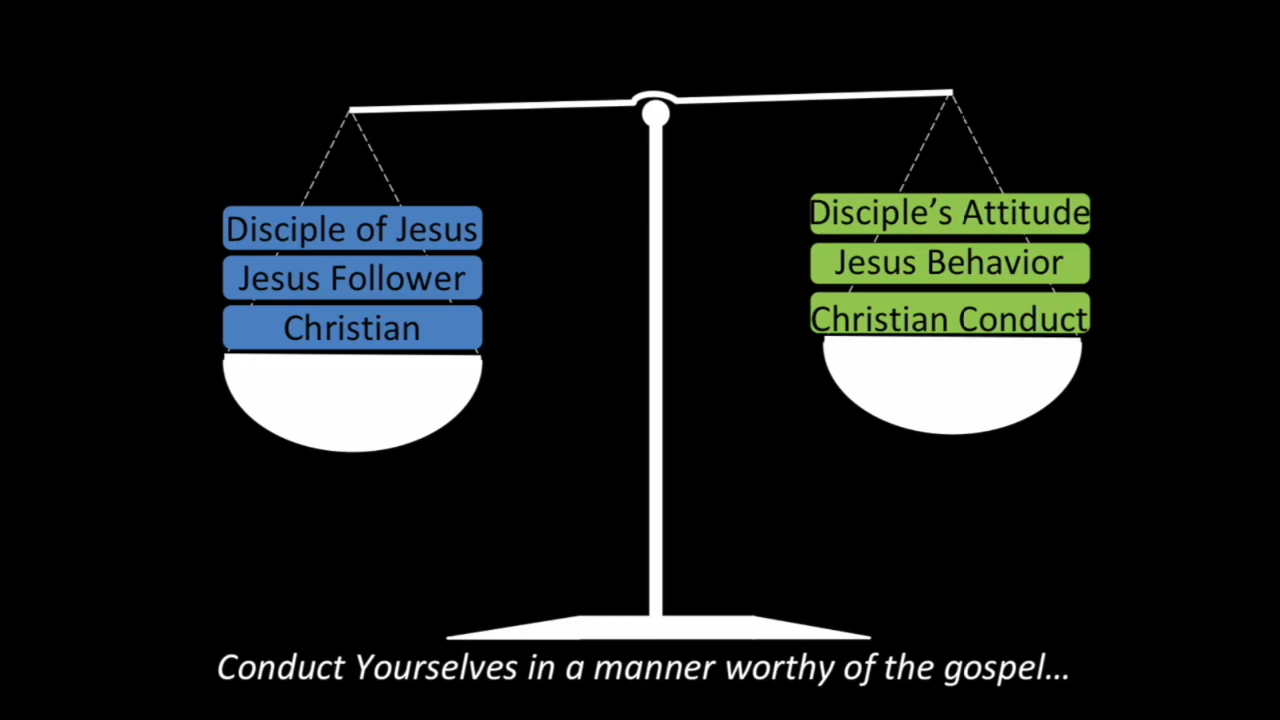 Disciple of Jesus
Jesus Follower
Christian
Disciple’s Attitude
Jesus Behavior
Christian Conduct
Conduct Yourselves in a manner worthy of the gospel...